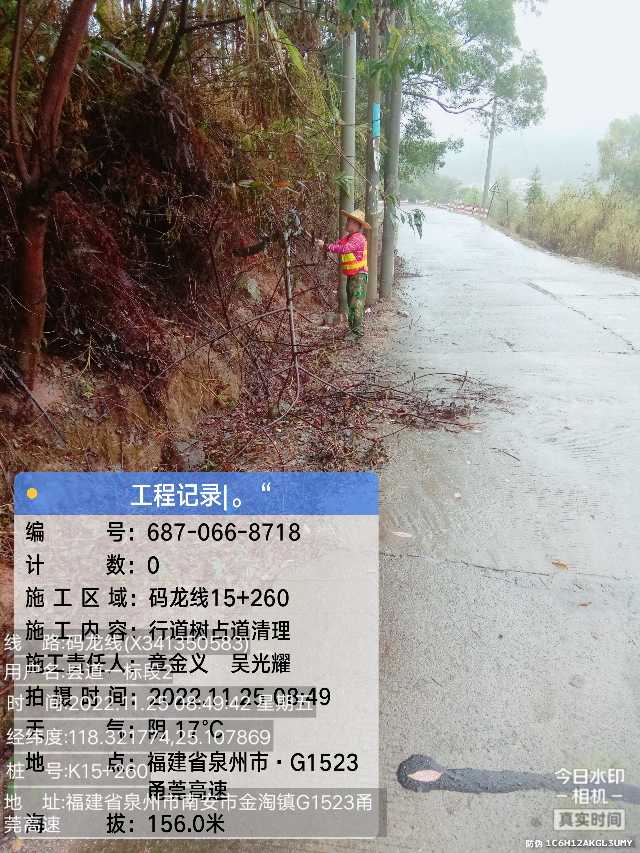 工程记录|。“
编号：687-066-8718
计数：0
施工区域：码龙线15+260
施工内容：行道树占道清理
线 路:码龙线(X341350583)
施工责任人：章金义 吴光耀
用户名:县道一标段2
拍摄时间：2022.11.25 08:49
时 间:2022.11.25 08:49:42 星期五
天气：阴 17℃
经纬度:118.321774,25.107869
地点：福建省泉州市·G1523
甬莞高速
桩 号:K15+260
地 址:福建省泉州市南安市金淘镇G1523甬
莞高速
海拔：156.0米
今日水印
相机
真实时间
防伪 1C6H12AKGL3UMY